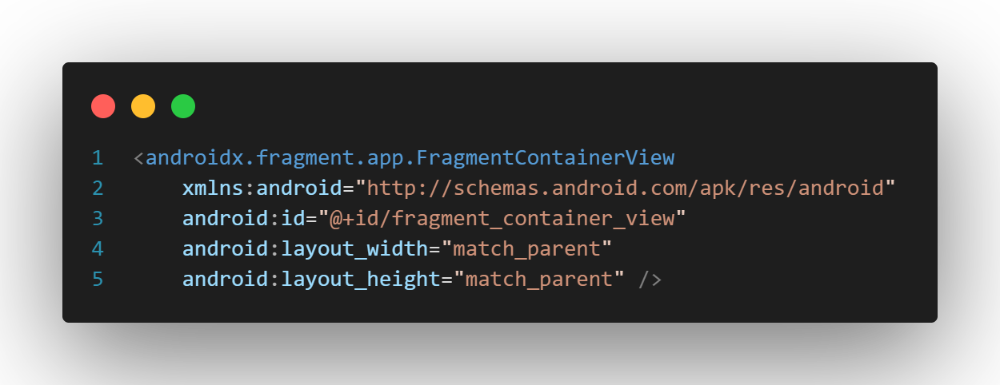 1 <androidx.fragment.app.FragmentContainerView
2     xmlns:android="http://schemas.android.com/apk/res/android"
3     android:id="@+id/fragment_container_view"
4     android:layout_width="match_parent"
5     android:layout_height="match_parent" />